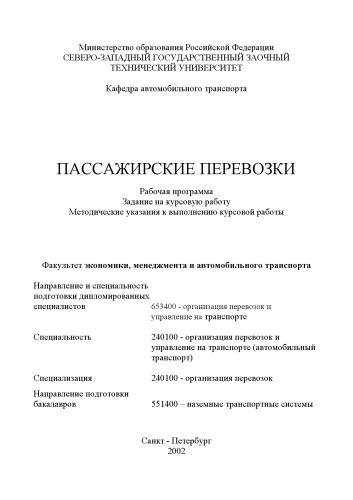 Министерство образования Российской Федерации
СЕВЕРО-ЗАПАДНЫЙ ГОСУДАРСТВЕННЫЙ ЗАОЧНЫЙ
ТЕХНИЧЕСКИЙ УНИВЕРСИТЕТ
Кафедра автомобильного транспорта
ПАССАЖИРСКИЕ ПЕРЕВОЗКИ
Рабочая программа
Задание на курсовую работу
Методические указания к выполнению курсовой работы
Факультет экономики, менеджмента и автомобильного транспорта
Направление и специальность
подготовки дипломированных
специалистов 653400 - организация перевозок и
управление на транспорте
Специальность 240100 - организация перевозок и
управление на транспорте (автомобильный
транспорт)
Специализация 240100 - организация перевозок
Направление подготовки
бакалавров 551400 – наземные транспортные системы
Санкт - Петербург
2002